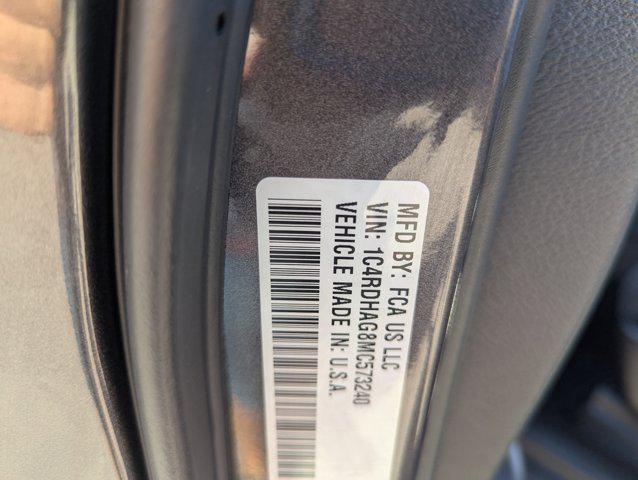 MFD BY: FCA US LLC
VIN: 1C4RDHAG8MC573240
VEHICLE MADE IN: U.S.A.